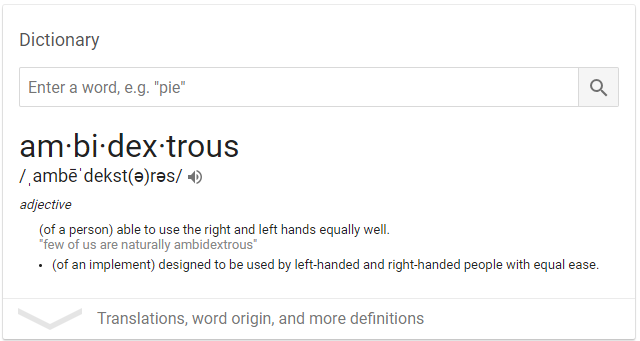 Dictionary
Enter a word, e.g. "pie"
am·bi·dex·trous
/ˌambēˈdekst(ə)rəs/
adjective
(of a person) able to use the right and left hands equally well.
"few of us are naturally ambidextrous"
• (of an implement) designed to be used by left-handed and right-handed people with equal ease.
Translations, word origin, and more definitions